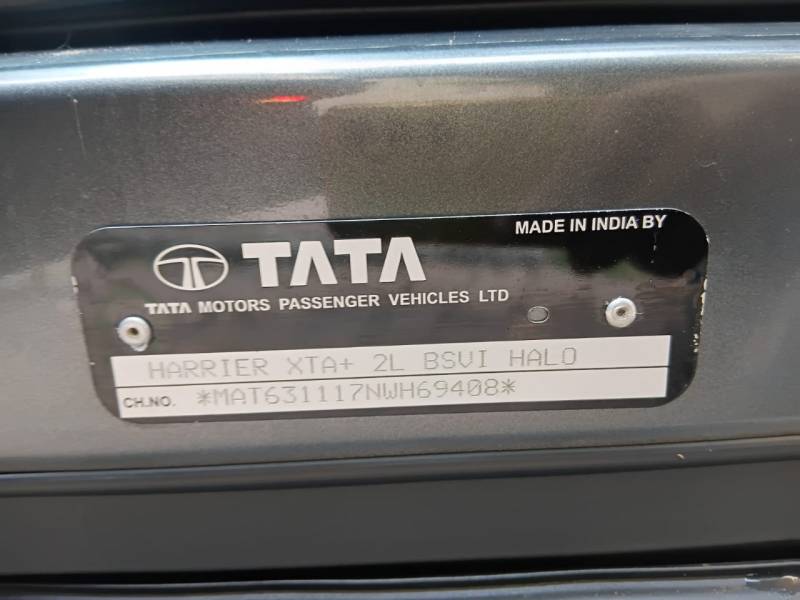 MADE IN INDIA BY
TATA
TATA MOTORS PASSENGER VEHICLES LTD
HARRIER XTA+ 2L BSVI HALO
CH.NO. *MAT631117NWH69408*